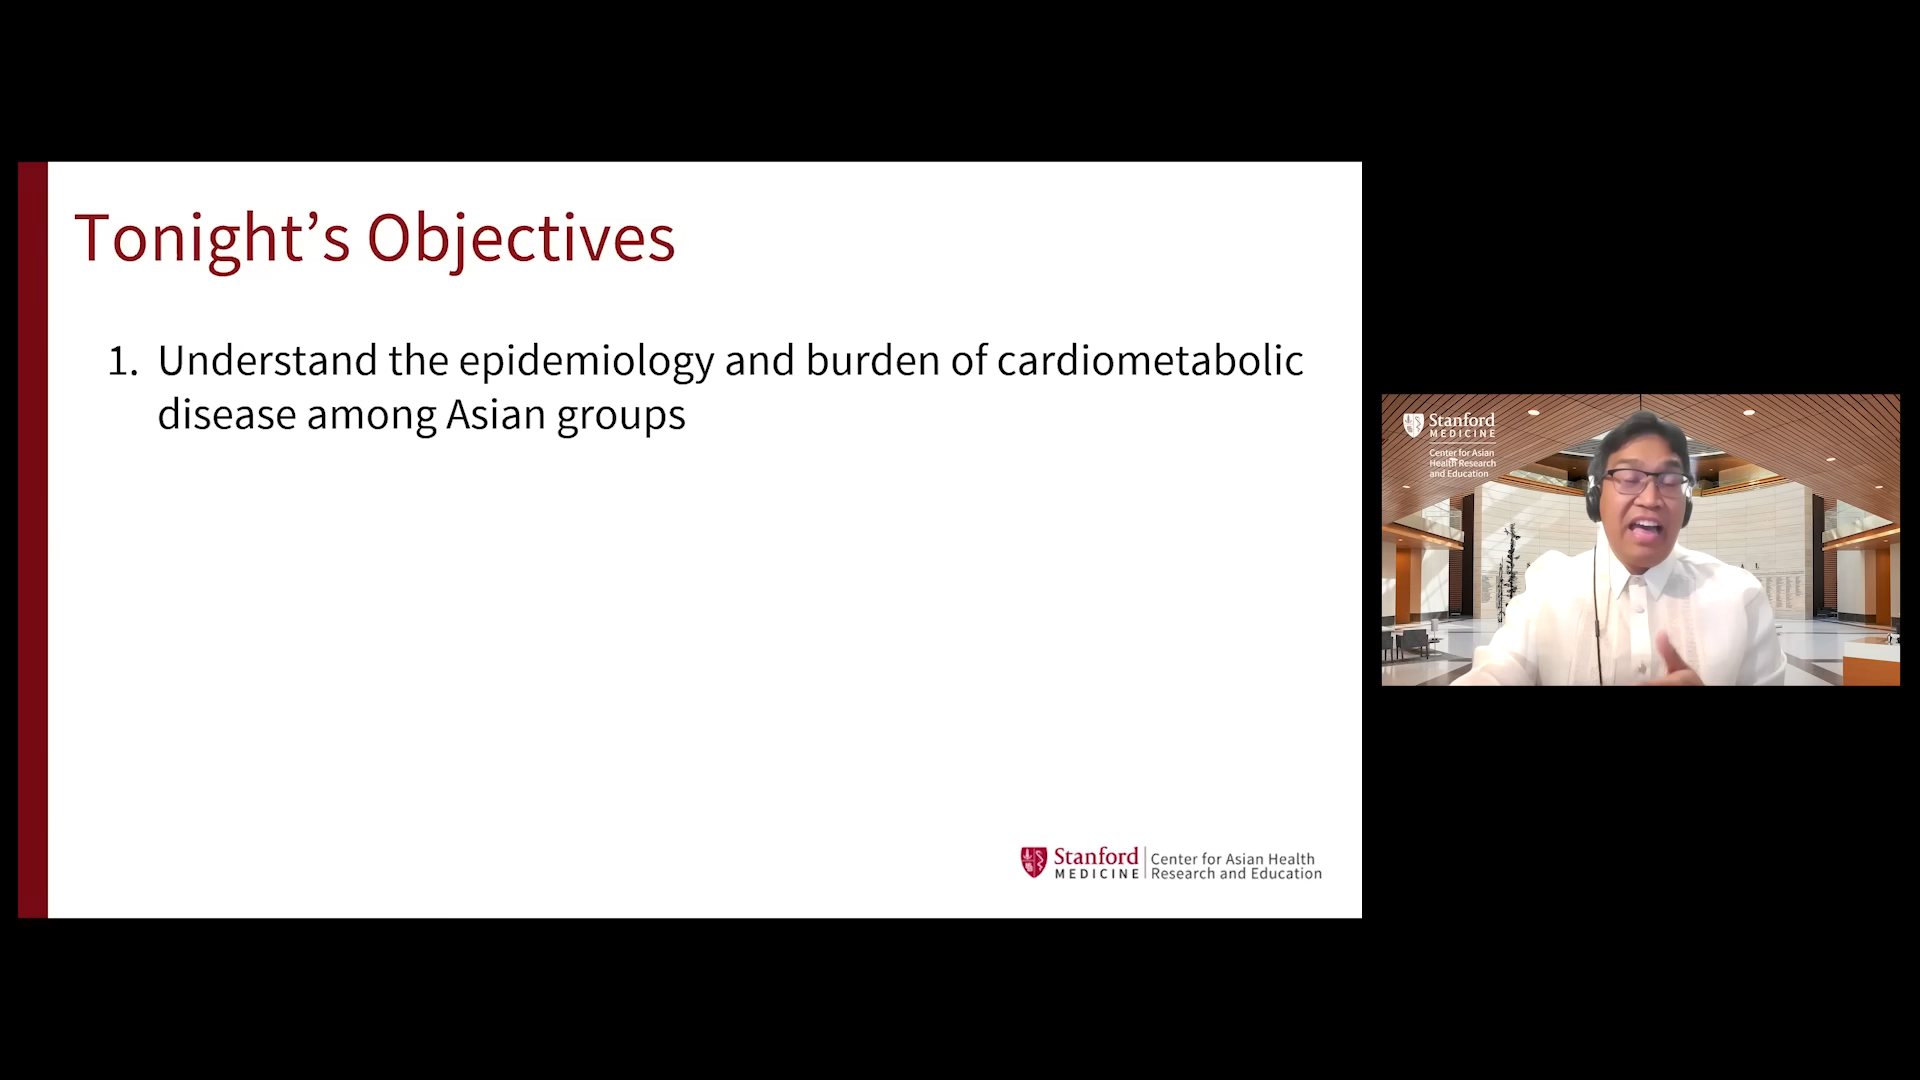 Tonight’s Objectives
1. Understand the epidemiology and burden of cardiometabolic
disease among Asian groups
Stanford
MEDICINE
Center for Asian Health
Research and Education
Stanford
MEDICINE
Center for Asian
Health Research
and Education